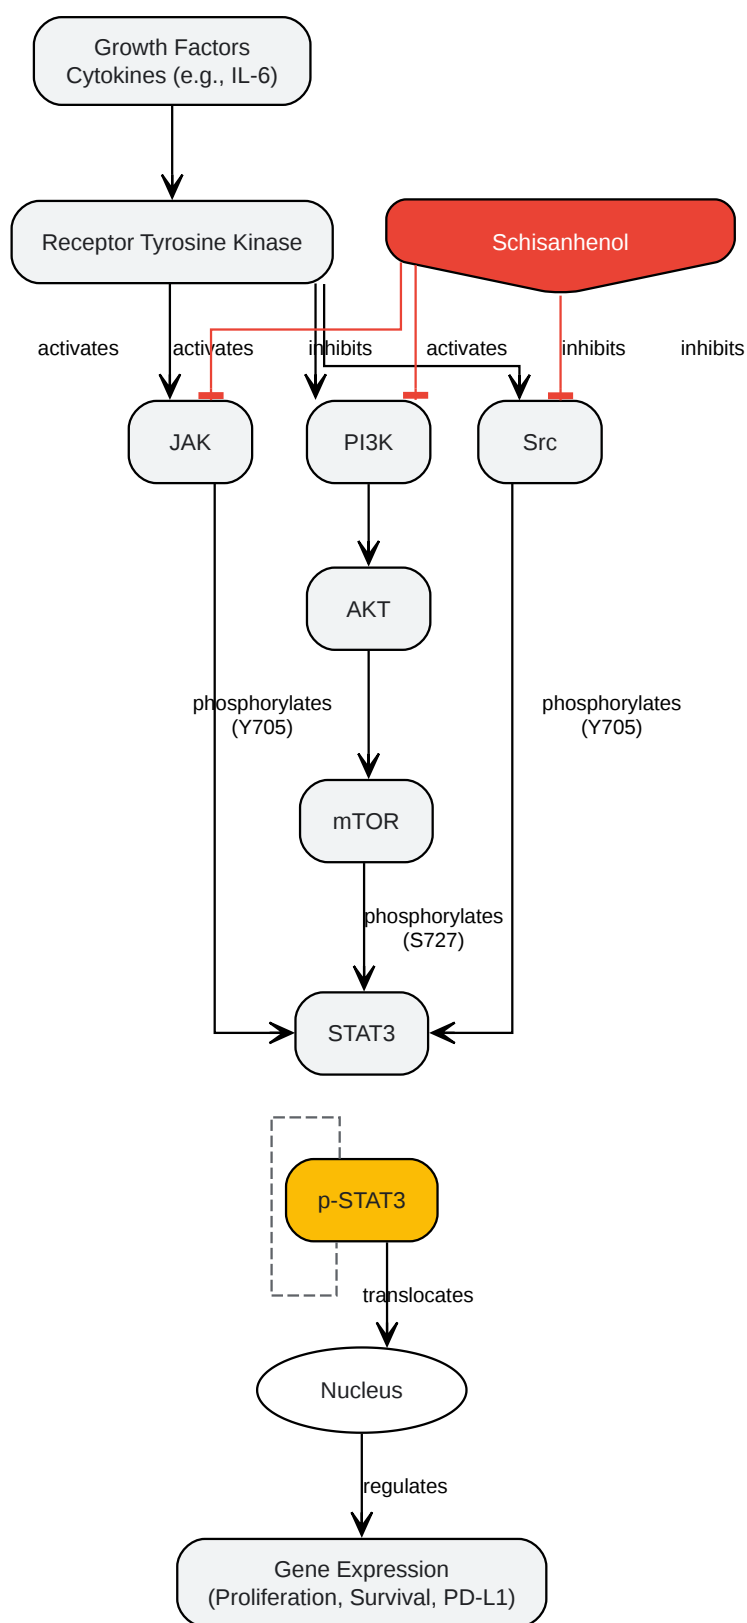 Growth Factors
Cytokines (e.g., IL-6)
Receptor Tyrosine Kinase
Schisanhenol
activates
activates
inhibits
activates
inhibits
inhibits
JAK
PI3K
Src
AKT
phosphorylates
(Y705)
phosphorylates
(Y705)
mTOR
phosphorylates
(S727)
STAT3
p-STAT3
translocates
Nucleus
regulates
Gene Expression
(Proliferation, Survival, PD-L1)